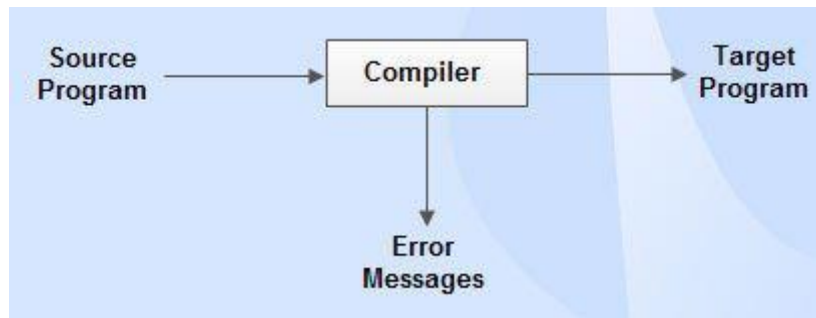 Source
Program
Compiler
Target
Program
Error
Messages